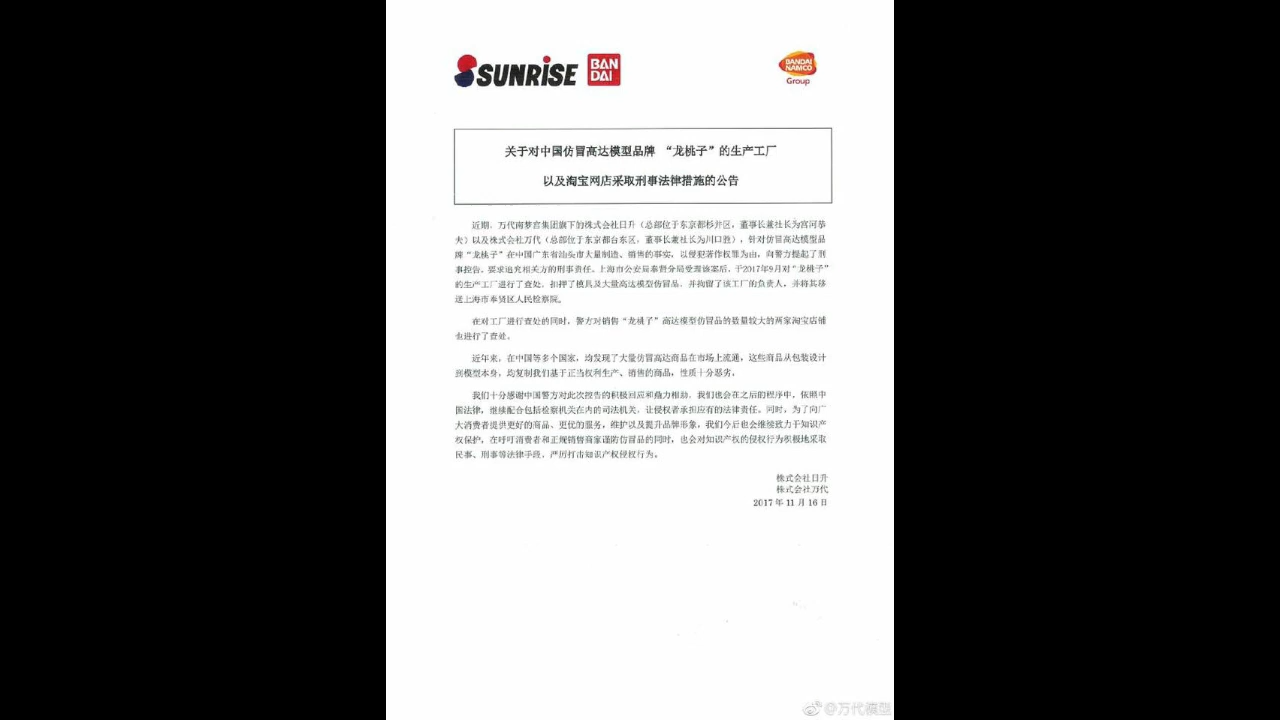 SUNRISE
BAN
DAI
BANDAI
NAMCO
Group
关于对中国仿冒高达模型品牌 “龙桃子”的生产工厂
以及淘宝网店采取刑事法律措施的公告
近期，万代南梦宫集团旗下的株式会社日升（总部位于东京都杉并区，董事长兼社长为宫河恭
夫）以及株式会社万代（总部位于东京都台东区，董事长兼社长为川口胜），针对仿冒高达模型品
牌“龙桃子”在中国广东省汕头市大量制造、销售的事实，以侵犯著作权罪为由，向警方提起了刑
事控告，要求追究相关方的刑事责任。上海市公安局奉贤分局受理该案后，于2017年9月对“龙桃子”
的生产工厂进行了查处，扣押了模具及大量高达模型仿冒品，并拘留了该工厂的负责人，并将其移
送上海市奉贤区人民检察院。
在对工厂进行查处的同时，警方对销售“龙桃子”高达模型仿冒品的数量较大的两家淘宝店铺
也进行了查处。
近年来，在中国等多个国家，均发现了大量仿冒高达商品在市场上流通，这些商品从包装设计
到模型本身，均复制我们基于正当权利生产、销售的商品，性质十分恶劣。
我们十分感谢中国警方对此次控告的积极回应和鼎力相助。我们也会在之后的程序中，依照中
国法律，继续配合包括检察机关在内的司法机关，让侵权者承担应有的法律责任。同时，为了向广
大消费者提供更好的商品、更优的服务，维护以及提升品牌形象，我们今后也会继续致力于知识产
权保护，在呼吁消费者和正规销售商家谨防仿冒品的同时，也会对知识产权的侵权行为积极地采取
民事、刑事等法律手段，严厉打击知识产权侵权行为。
株式会社日升
株式会社万代
2017 年 11 月 16 日
@万代模型